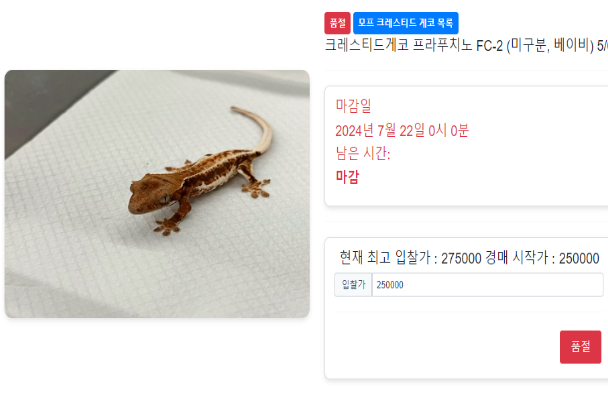 품절 모프 크레스티드 게코 목록
크레스티드게코 프라푸치노 FC-2 (미구분, 베이비) 5/
마감일
2024년 7월 22일 0시 0분
남은 시간:
마감
현재 최고 입찰가 : 275000 경매 시작가 : 250000
입찰가 250000
품절